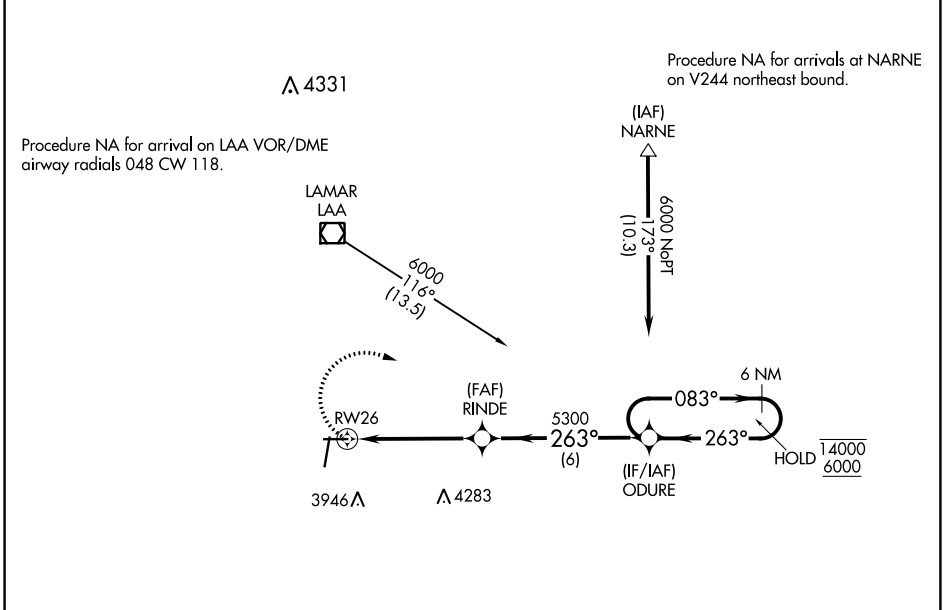 Procedure NA for arrivals at NARNE
on V244 northeast bound.
4331
(IAF)
NARNE
Procedure NA for arrival on LAA VOR/DME
airway radials 048 CW 118.
LAMAR
LAA
6000 NoPT
173°
(10.3)
6000
116°
(13.5)
6 NM
(FAF)
RINDE
083°
RW26
5300
263°
(6)
263°
HOLD
14000
6000
(IF/IAF)
ODURE
3946
4283